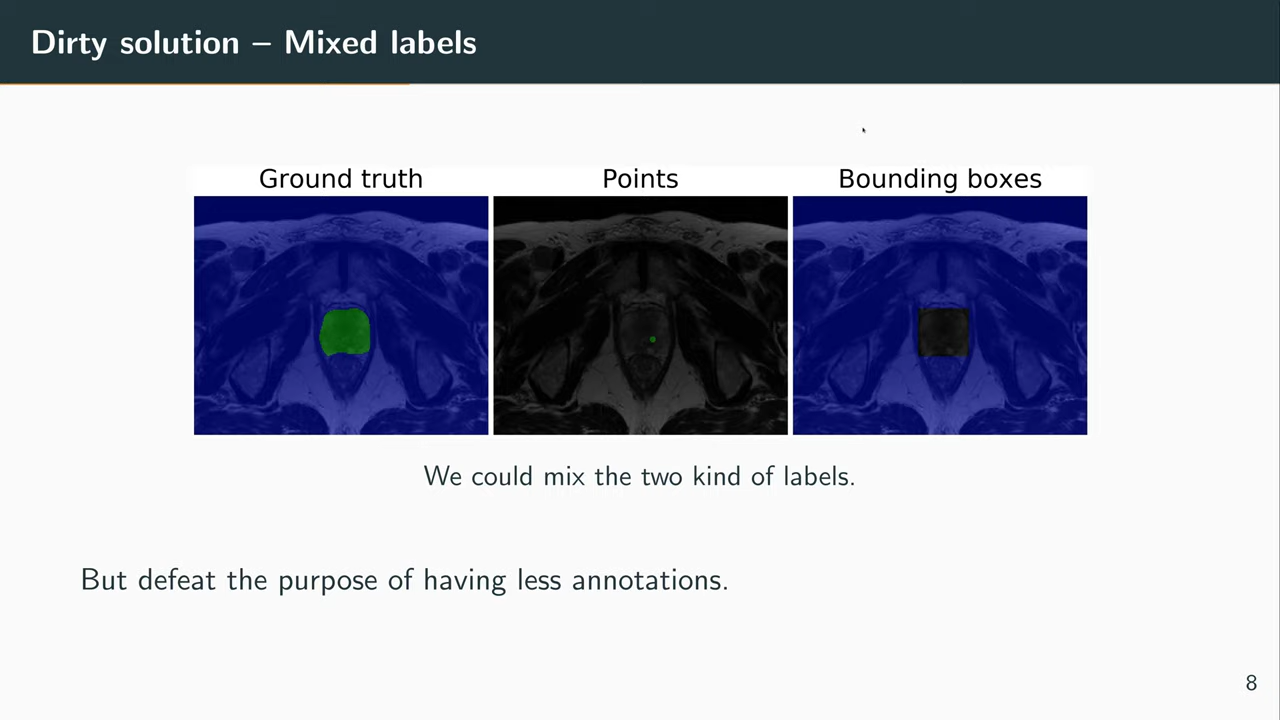 Dirty solution – Mixed labels
Ground truth
Points
Bounding boxes
We could mix the two kind of labels.
But defeat the purpose of having less annotations.
8